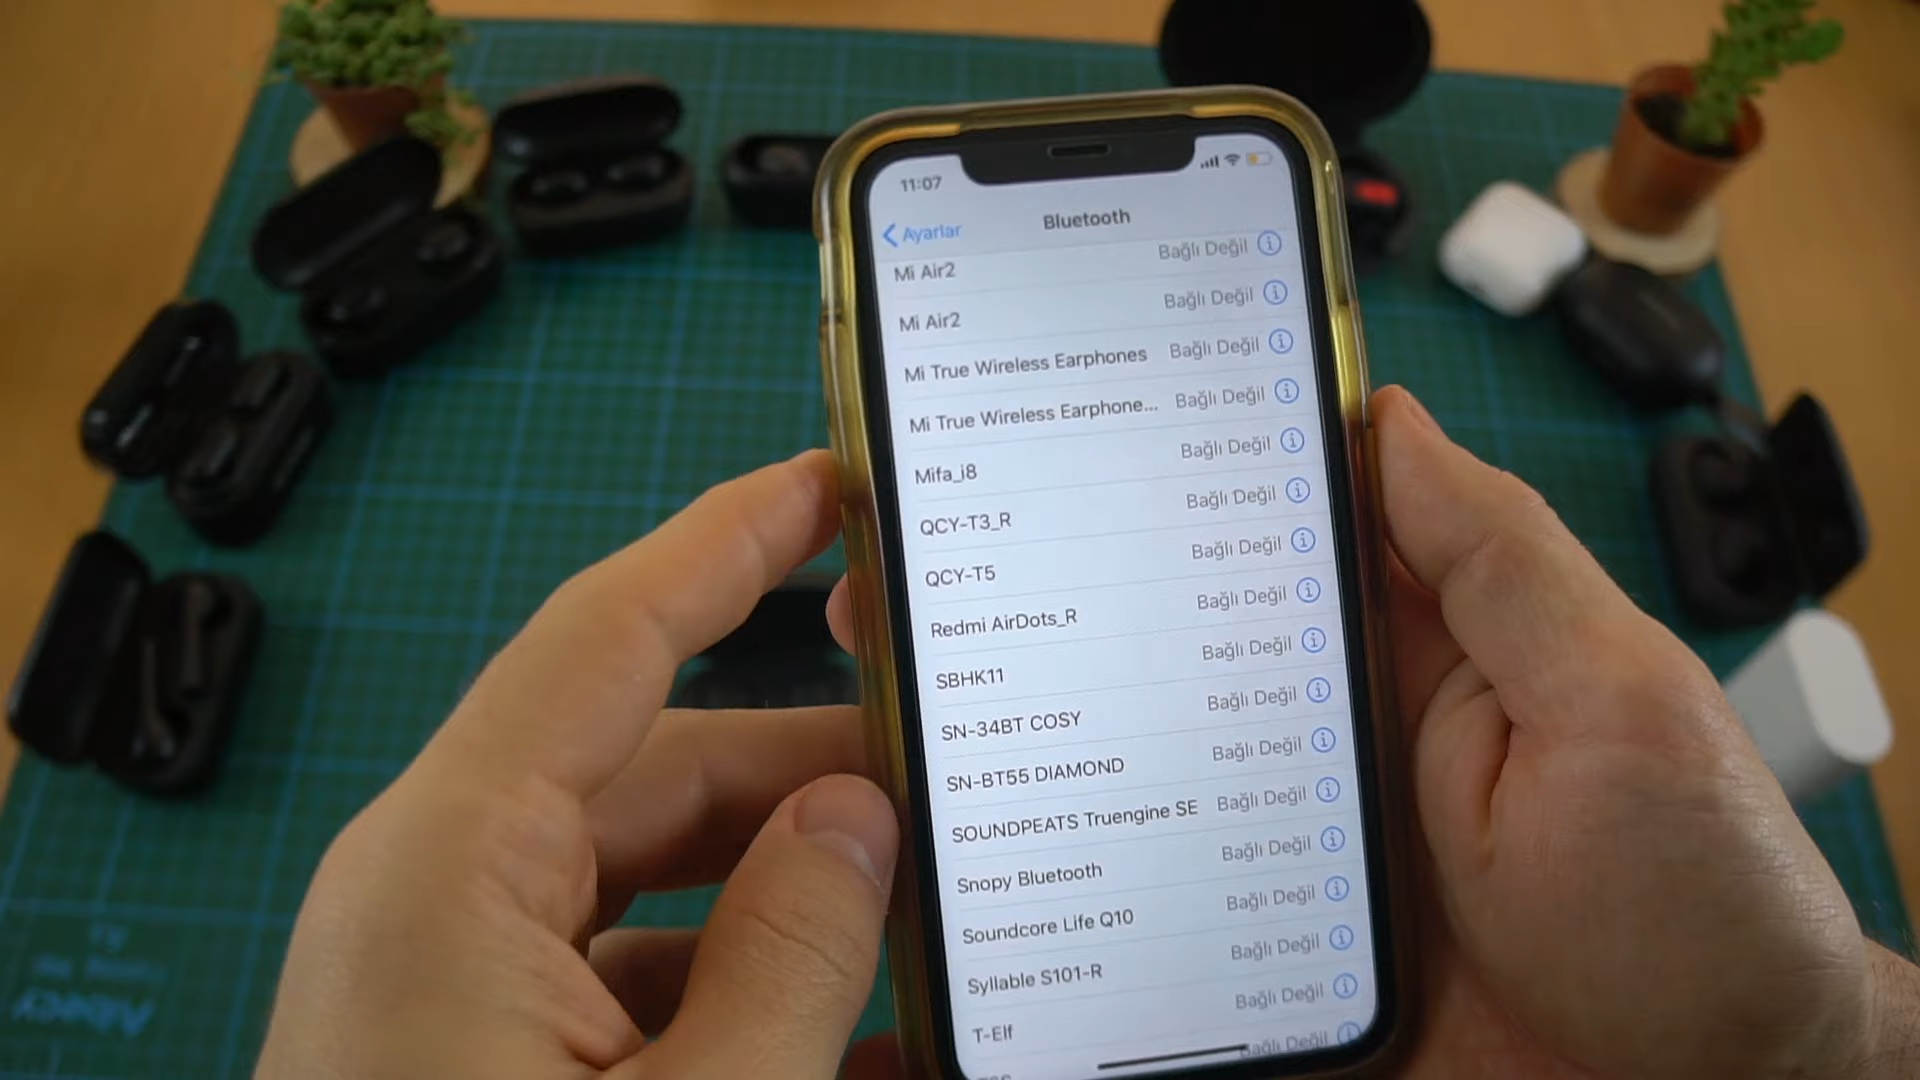 11:07
Ayarlar
Bluetooth
Mi Air2 Bağlı Değil
Mi Air2 Bağlı Değil
Mi True Wireless Earphones Bağlı Değil
Mi True Wireless Earphone... Bağlı Değil
Mifa_i8 Bağlı Değil
QCY-T3_R Bağlı Değil
QCY-T5 Bağlı Değil
Redmi AirDots_R Bağlı Değil
SBHK11 Bağlı Değil
SN-34BT COSY Bağlı Değil
SN-BT55 DIAMOND Bağlı Değil
SOUNDPEATS Truengine SE Bağlı Değil
Snopy Bluetooth Bağlı Değil
Soundcore Life Q10 Bağlı Değil
Syllable S101-R Bağlı Değil
T-Elf Bağlı Değil
Bağlı Değil